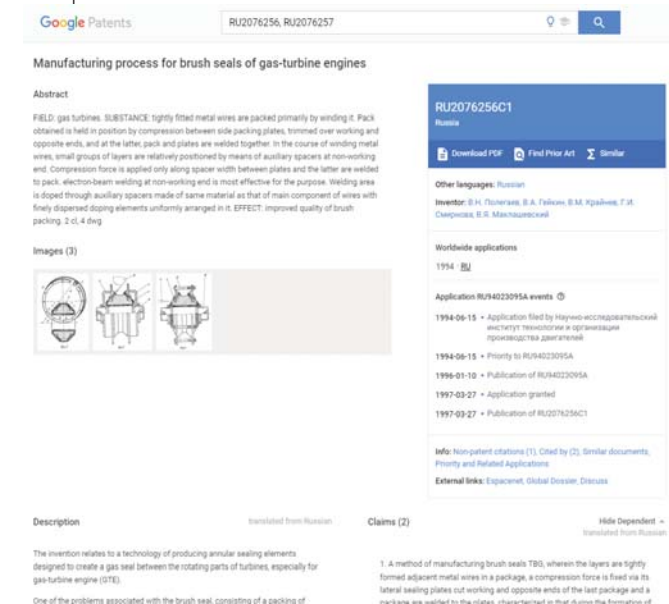 Google Patents
RU2076256, RU2076257
Manufacturing process for brush seals of gas-turbine engines
Abstract
FIELD: gas turbines. SUBSTANCE: tightly fitted metal wires are packed primarily by winding it. Pack
obtained is held in position by compression between side packing plates, trimmed over working and
opposite ends, and at the latter, pack and plates are welded together. In the course of winding metal
wires, small groups of layers are relatively positioned by means of auxiliary spacers at non-working
end. Compression force is applied only along spacer width between plates and the latter are welded
to pack. electron-beam welding at non-working end is most effective for the purpose. Welding area
is doped through auxiliary spacers made of same material as that of main component of wires with
finely dispersed doping elements uniformly arranged in it. EFFECT: improved quality of brush
packing. 2 cl, 4 dwg
Images (3)
RU2076256C1
Russia
Download PDF Find Prior Art Similar
Other languages: Russian
Inventor: В.Н. Полегаев, В.А. Гейкин, В.М. Крайнев, Г.И.
Смирнова, В.Я. Маклашевский
Worldwide applications
1994 · RU
Application RU94023095A events
1994-06-15 • Application filed by Научно-исследовательский
институт технологии и организации
производства двигателей
1994-06-15 • Priority to RU94023095A
1996-01-10 • Publication of RU94023095A
1997-03-27 • Application granted
1997-03-27 • Publication of RU2076256C1
Info: Non-patent citations (1), Cited by (2), Similar documents,
Priority and Related Applications
External links: Espacenet, Global Dossier, Discuss
Description translated from Russian
The invention relates to a technology of producing annular sealing elements
designed to create a gas seal between the rotating parts of turbines, especially for
gas-turbine engine (GTE).
One of the problems associated with the brush seal, consisting of a packing of
Claims (2) Hide Dependent
translated from Russian
1. A method of manufacturing brush seals TBG, wherein the layers are tightly
formed adjacent metal wires in a package, a compression force is fixed via its
lateral sealing plates cut working and opposite ends of the last package and a
package are welded to the plates, characterized in that during the formation of